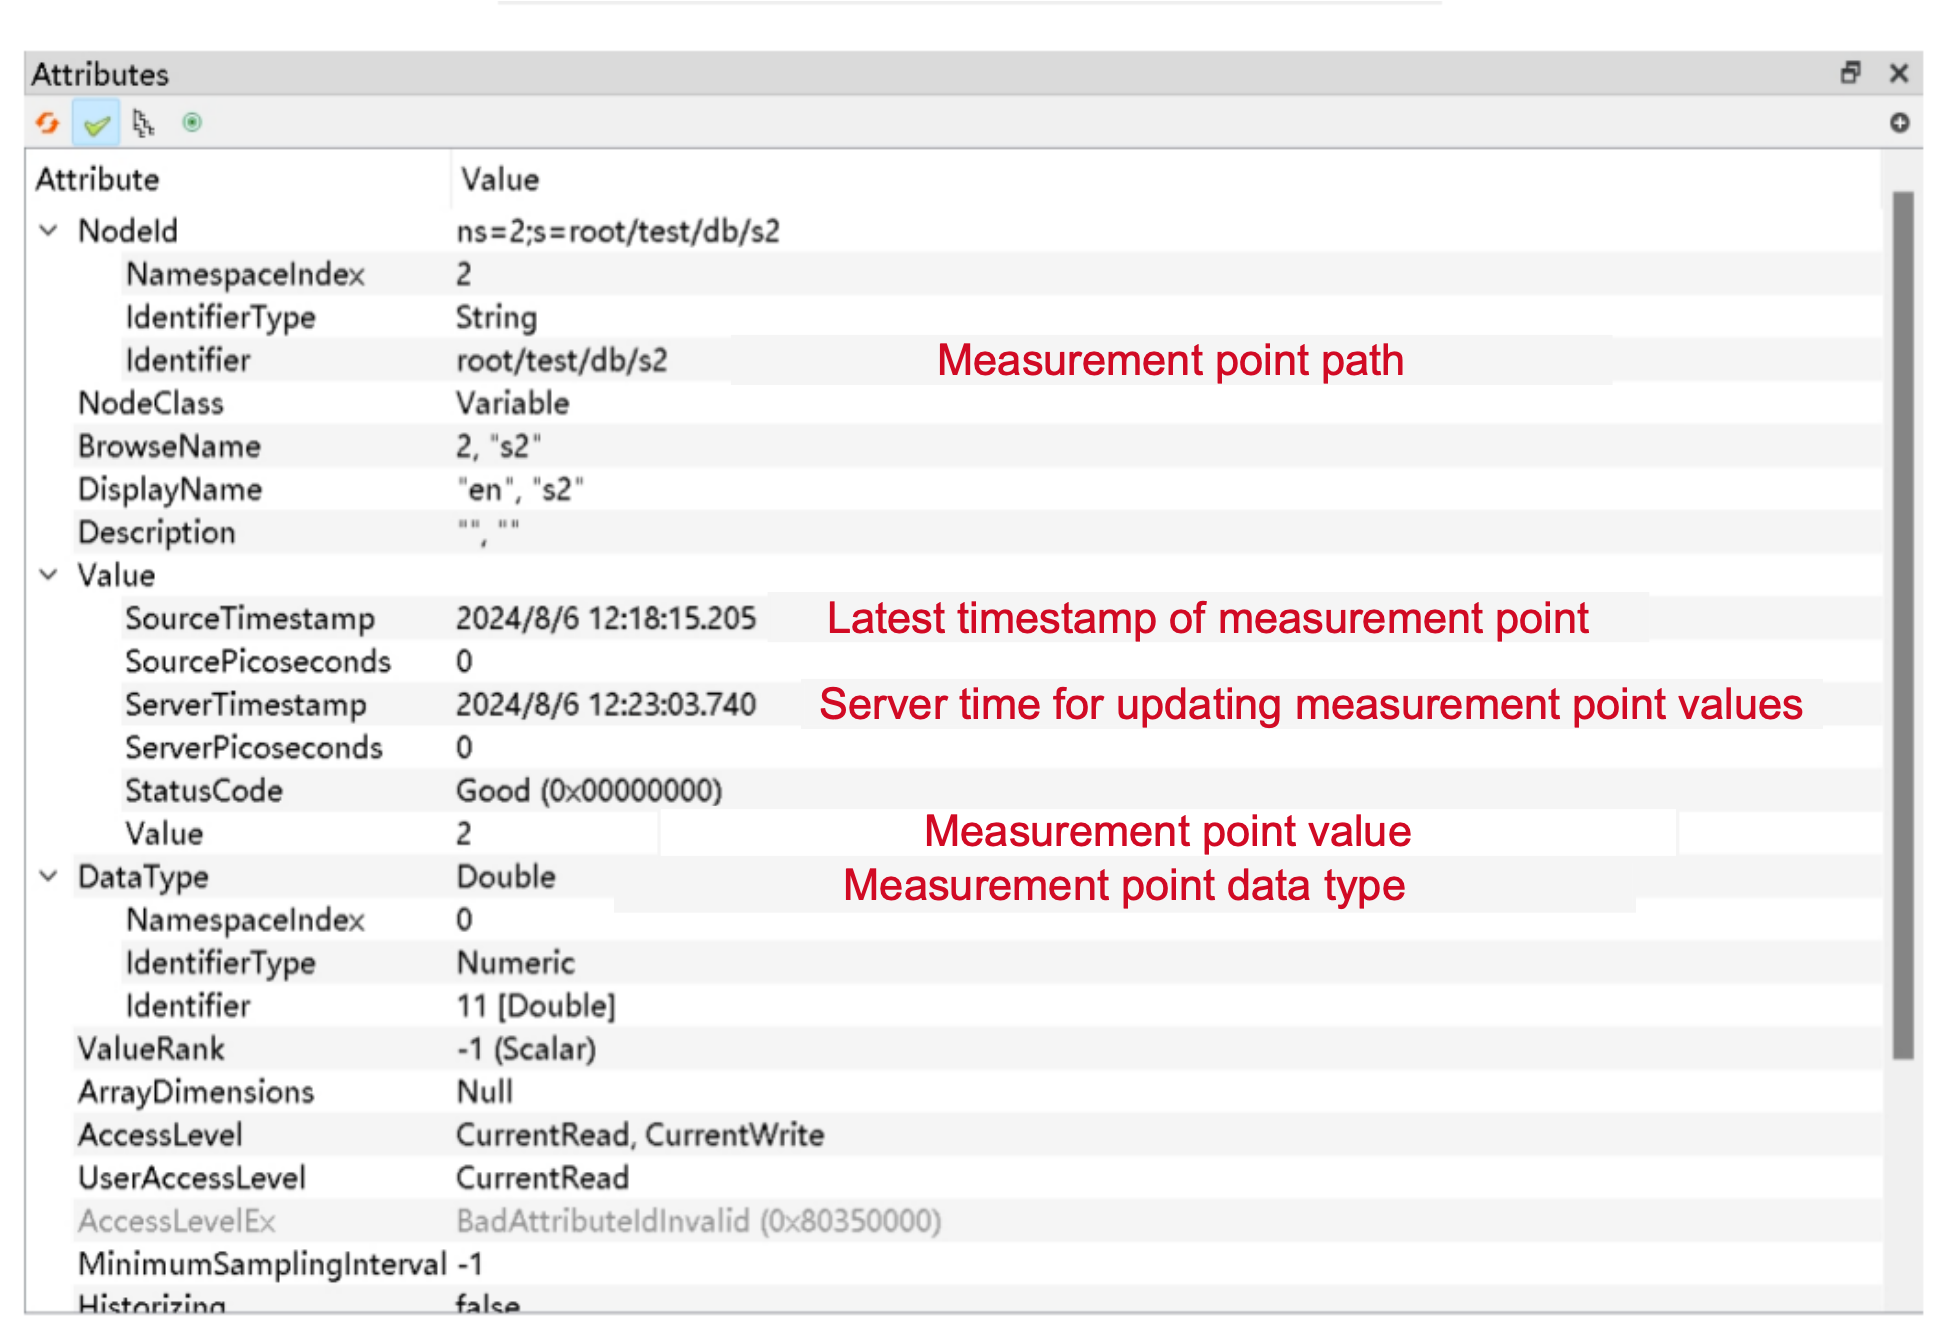 Attributes
Attribute Value
NodeId ns=2;s=root/test/db/s2
NamespaceIndex 2
IdentifierType String
Identifier root/test/db/s2 Measurement point path
NodeClass Variable
BrowseName 2, "s2"
DisplayName "en", "s2"
Description "", ""
Value
SourceTimestamp 2024/8/6 12:18:15.205 Latest timestamp of measurement point
SourcePicoseconds 0
ServerTimestamp 2024/8/6 12:23:03.740 Server time for updating measurement point values
ServerPicoseconds 0
StatusCode Good (0x00000000)
Value 2 Measurement point value
DataType Double Measurement point data type
NamespaceIndex 0
IdentifierType Numeric
Identifier 11 [Double]
ValueRank -1 (Scalar)
ArrayDimensions Null
AccessLevel CurrentRead, CurrentWrite
UserAccessLevel CurrentRead
AccessLevelEx BadAttributeIdInvalid (0x80350000)
MinimumSamplingInterval -1
Historizing false